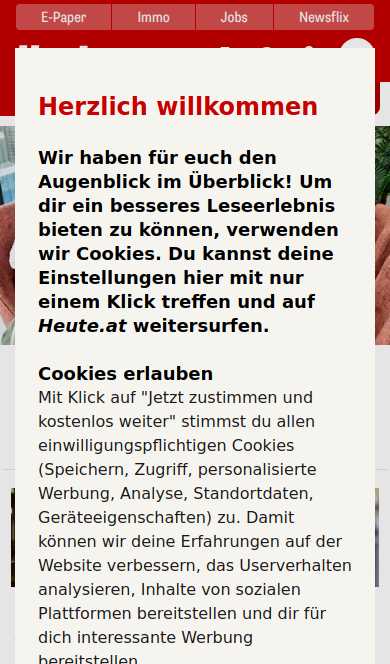 E-Paper
Immo
Jobs
Newsflix
Herzlich willkommen
Wir haben für euch den
Augenblick im Überblick! Um
dir ein besseres Leseerlebnis
bieten zu können, verwenden
wir Cookies. Du kannst deine
Einstellungen hier mit nur
einem Klick treffen und auf
Heute.at weitersurfen.
Cookies erlauben
Mit Klick auf "Jetzt zustimmen und
kostenlos weiter" stimmst du allen
einwilligungspflichtigen Cookies
(Speichern, Zugriff, personalisierte
Werbung, Analyse, Standortdaten,
Geräteeigenschaften) zu. Damit
können wir deine Erfahrungen auf der
Website verbessern, das Userverhalten
analysieren, Inhalte von sozialen
Plattformen bereitstellen und dir für
dich interessante Werbung
bereitstellen